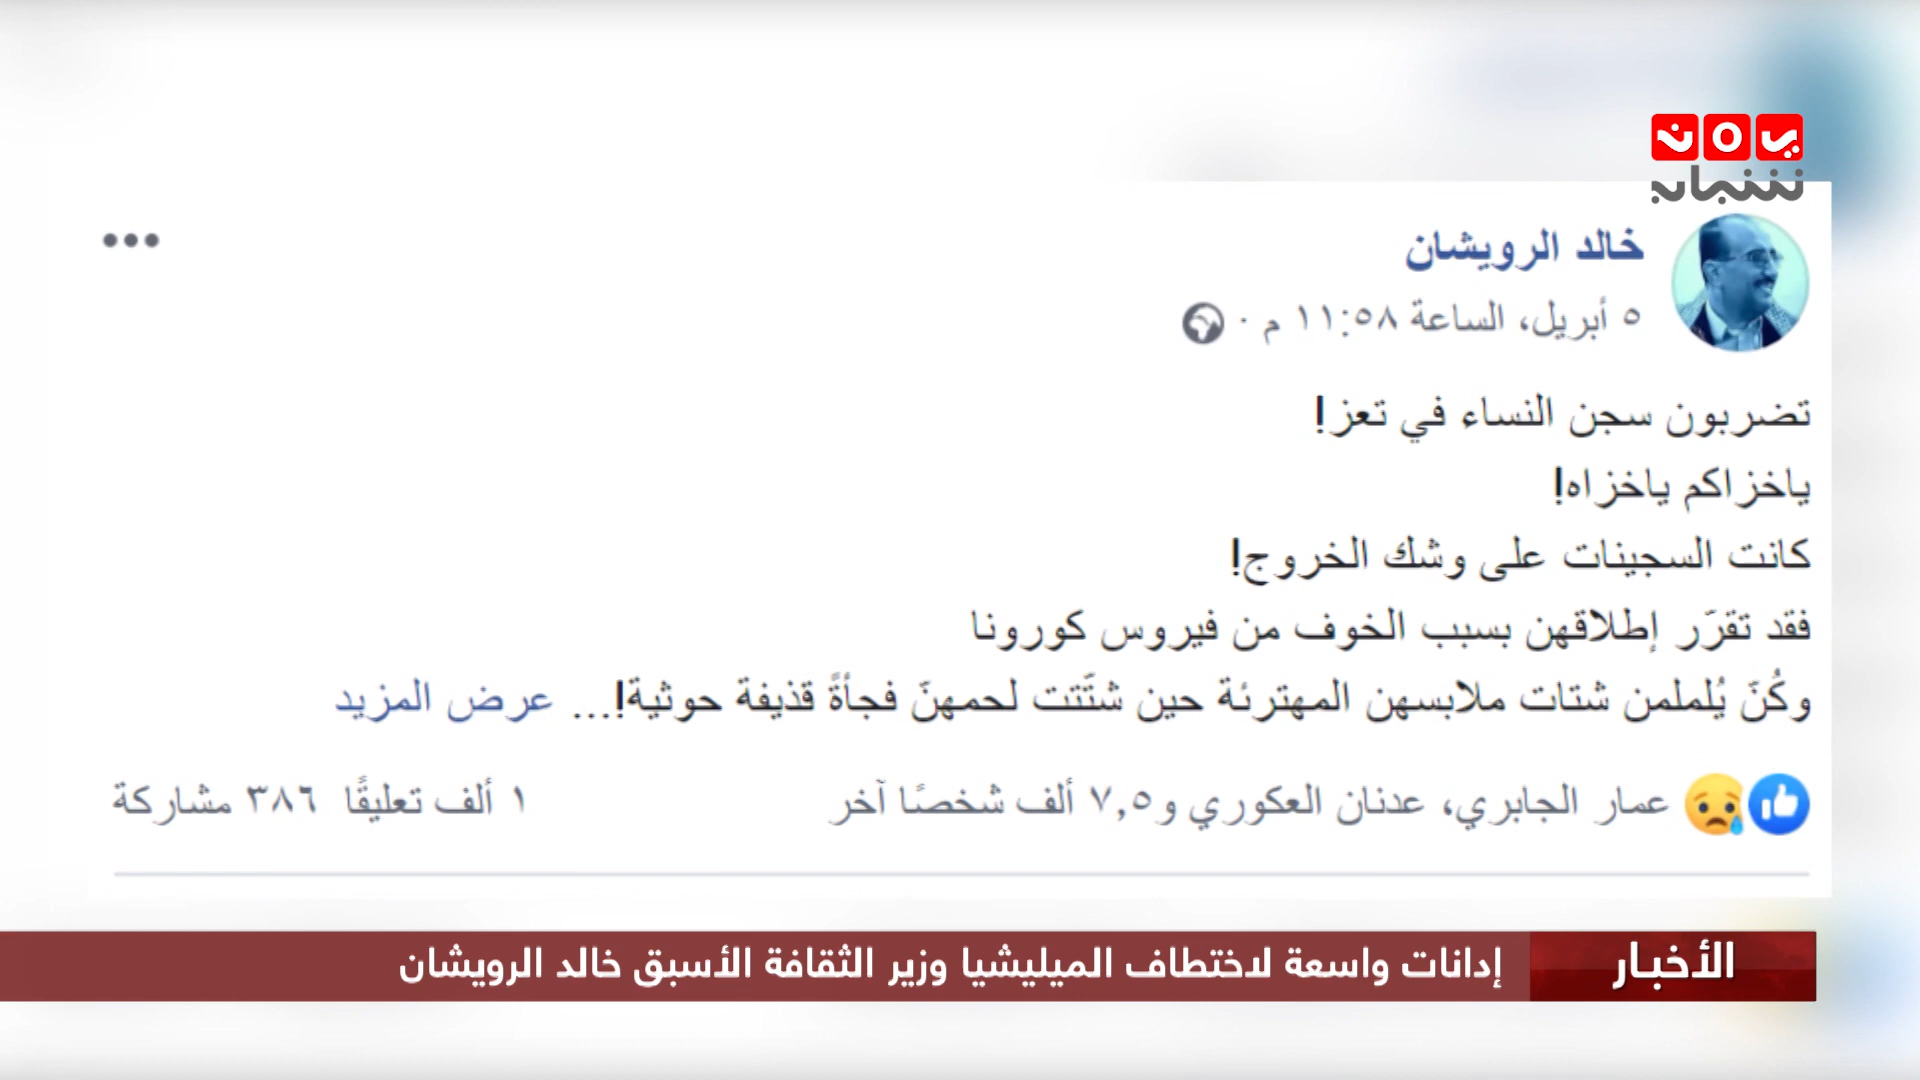 يمن
شباب
خالد الرويشان
٥ أبريل، الساعة ١١:٥٨ م ·
تضربون سجن النساء في تعز!
ياخزاكم ياخزاه!
كانت السجينات على وشك الخروج!
فقد تقرّر إطلاقهن بسبب الخوف من فيروس كورونا
وكُنّ يُلملمن شتات ملابسهن المهترئة حين شتّتت لحمهنّ فجأةً قذيفة حوثية!... عرض المزيد
عمار الجابري، عدنان العكوري و٧,٥ ألف شخصًا آخر
١ ألف تعليقًا ٣٨٦ مشاركة
الأخبار
إدانات واسعة لاختطاف الميليشيا وزير الثقافة الأسبق خالد الرويشان